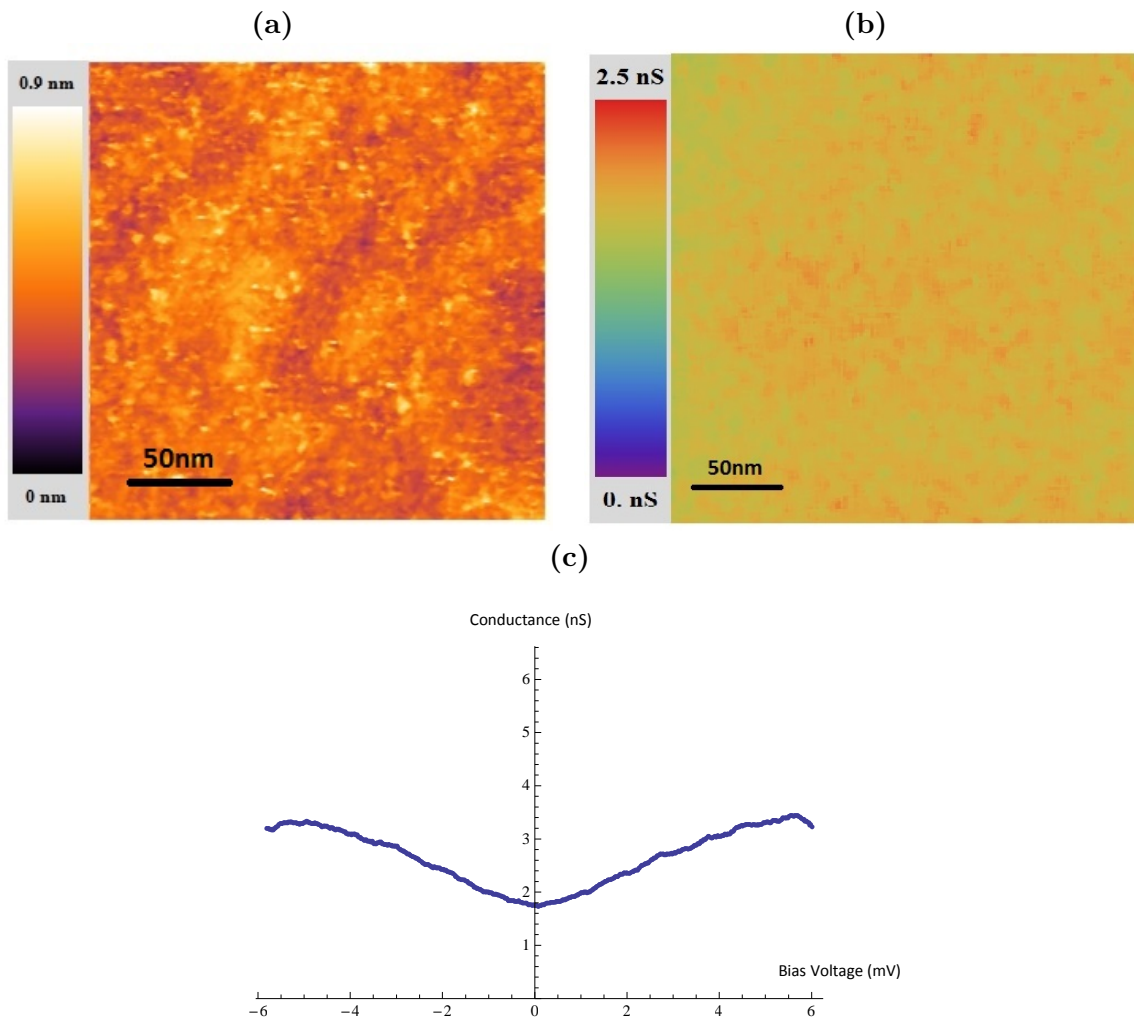 (a)
(b)
0.9 nm
50nm
0 nm
2.5 nS
50nm
0. nS
(c)
Conductance (nS)
6
5
4
3
2
1
Bias Voltage (mV)
−6 −4 −2 0 2 4 6